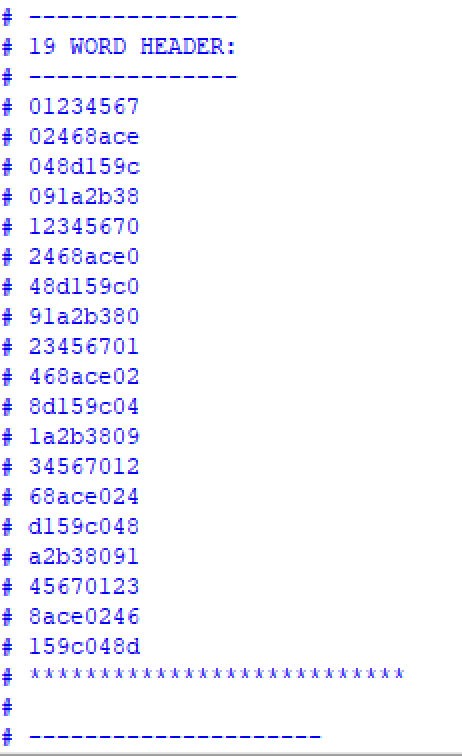 # ---------------
# 19 WORD HEADER:
# ---------------
# 01234567
# 02468ace
# 048d159c
# 091a2b38
# 12345670
# 2468ace0
# 48d159c0
# 91a2b380
# 23456701
# 468ace02
# 8d159c04
# 1a2b3809
# 34567012
# 68ace024
# d159c048
# a2b38091
# 45670123
# 8ace0246
# 159c048d
# ***************************
#
# ---------------------